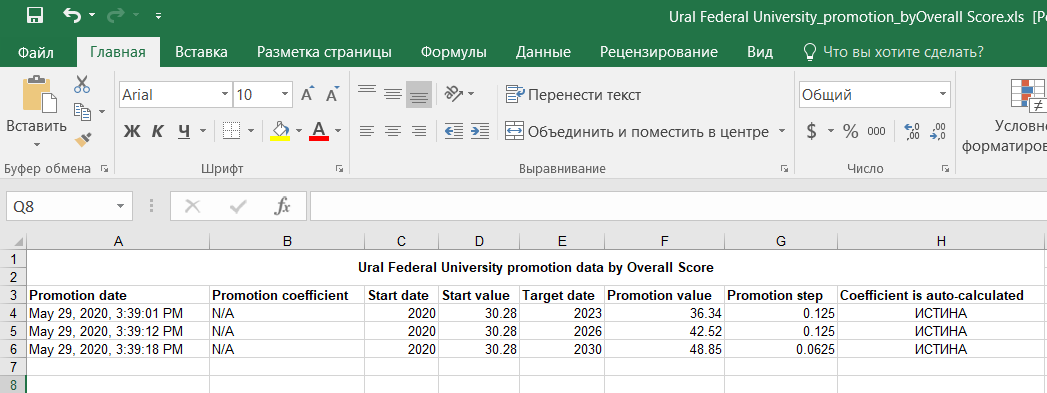 Ural Federal University_promotion_byOverall Score.xls [Р
Файл Главная Вставка Разметка страницы Формулы Данные Рецензирование Вид Что вы хотите сделать?
Вставить
Arial 10
Ж К Ч А
Перенести текст
Объединить и поместить в центре
Общий
$ % 000
Условно
форматиров
Буфер обмена Шрифт Выравнивание Число
Q8 fx
A B C D E F G H
1
2 Ural Federal University promotion data by Overall Score
3 Promotion date Promotion coefficient Start date Start value Target date Promotion value Promotion step Coefficient is auto-calculated
4 May 29, 2020, 3:39:01 PM N/A 2020 30.28 2023 36.34 0.125 ИСТИНА
5 May 29, 2020, 3:39:12 PM N/A 2020 30.28 2026 42.52 0.125 ИСТИНА
6 May 29, 2020, 3:39:18 PM N/A 2020 30.28 2030 48.85 0.0625 ИСТИНА
7
8